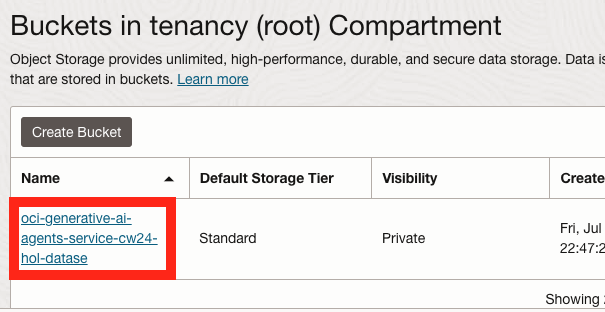 Buckets in tenancy (root) Compartment
Object Storage provides unlimited, high-performance, durable, and secure data storage. Data is
that are stored in buckets. Learn more
Create Bucket
Name Default Storage Tier Visibility Create
oci-generative-ai-
agents-service-cw24-
hol-datase
Standard
Private
Fri, Jul
22:47:2
Showing